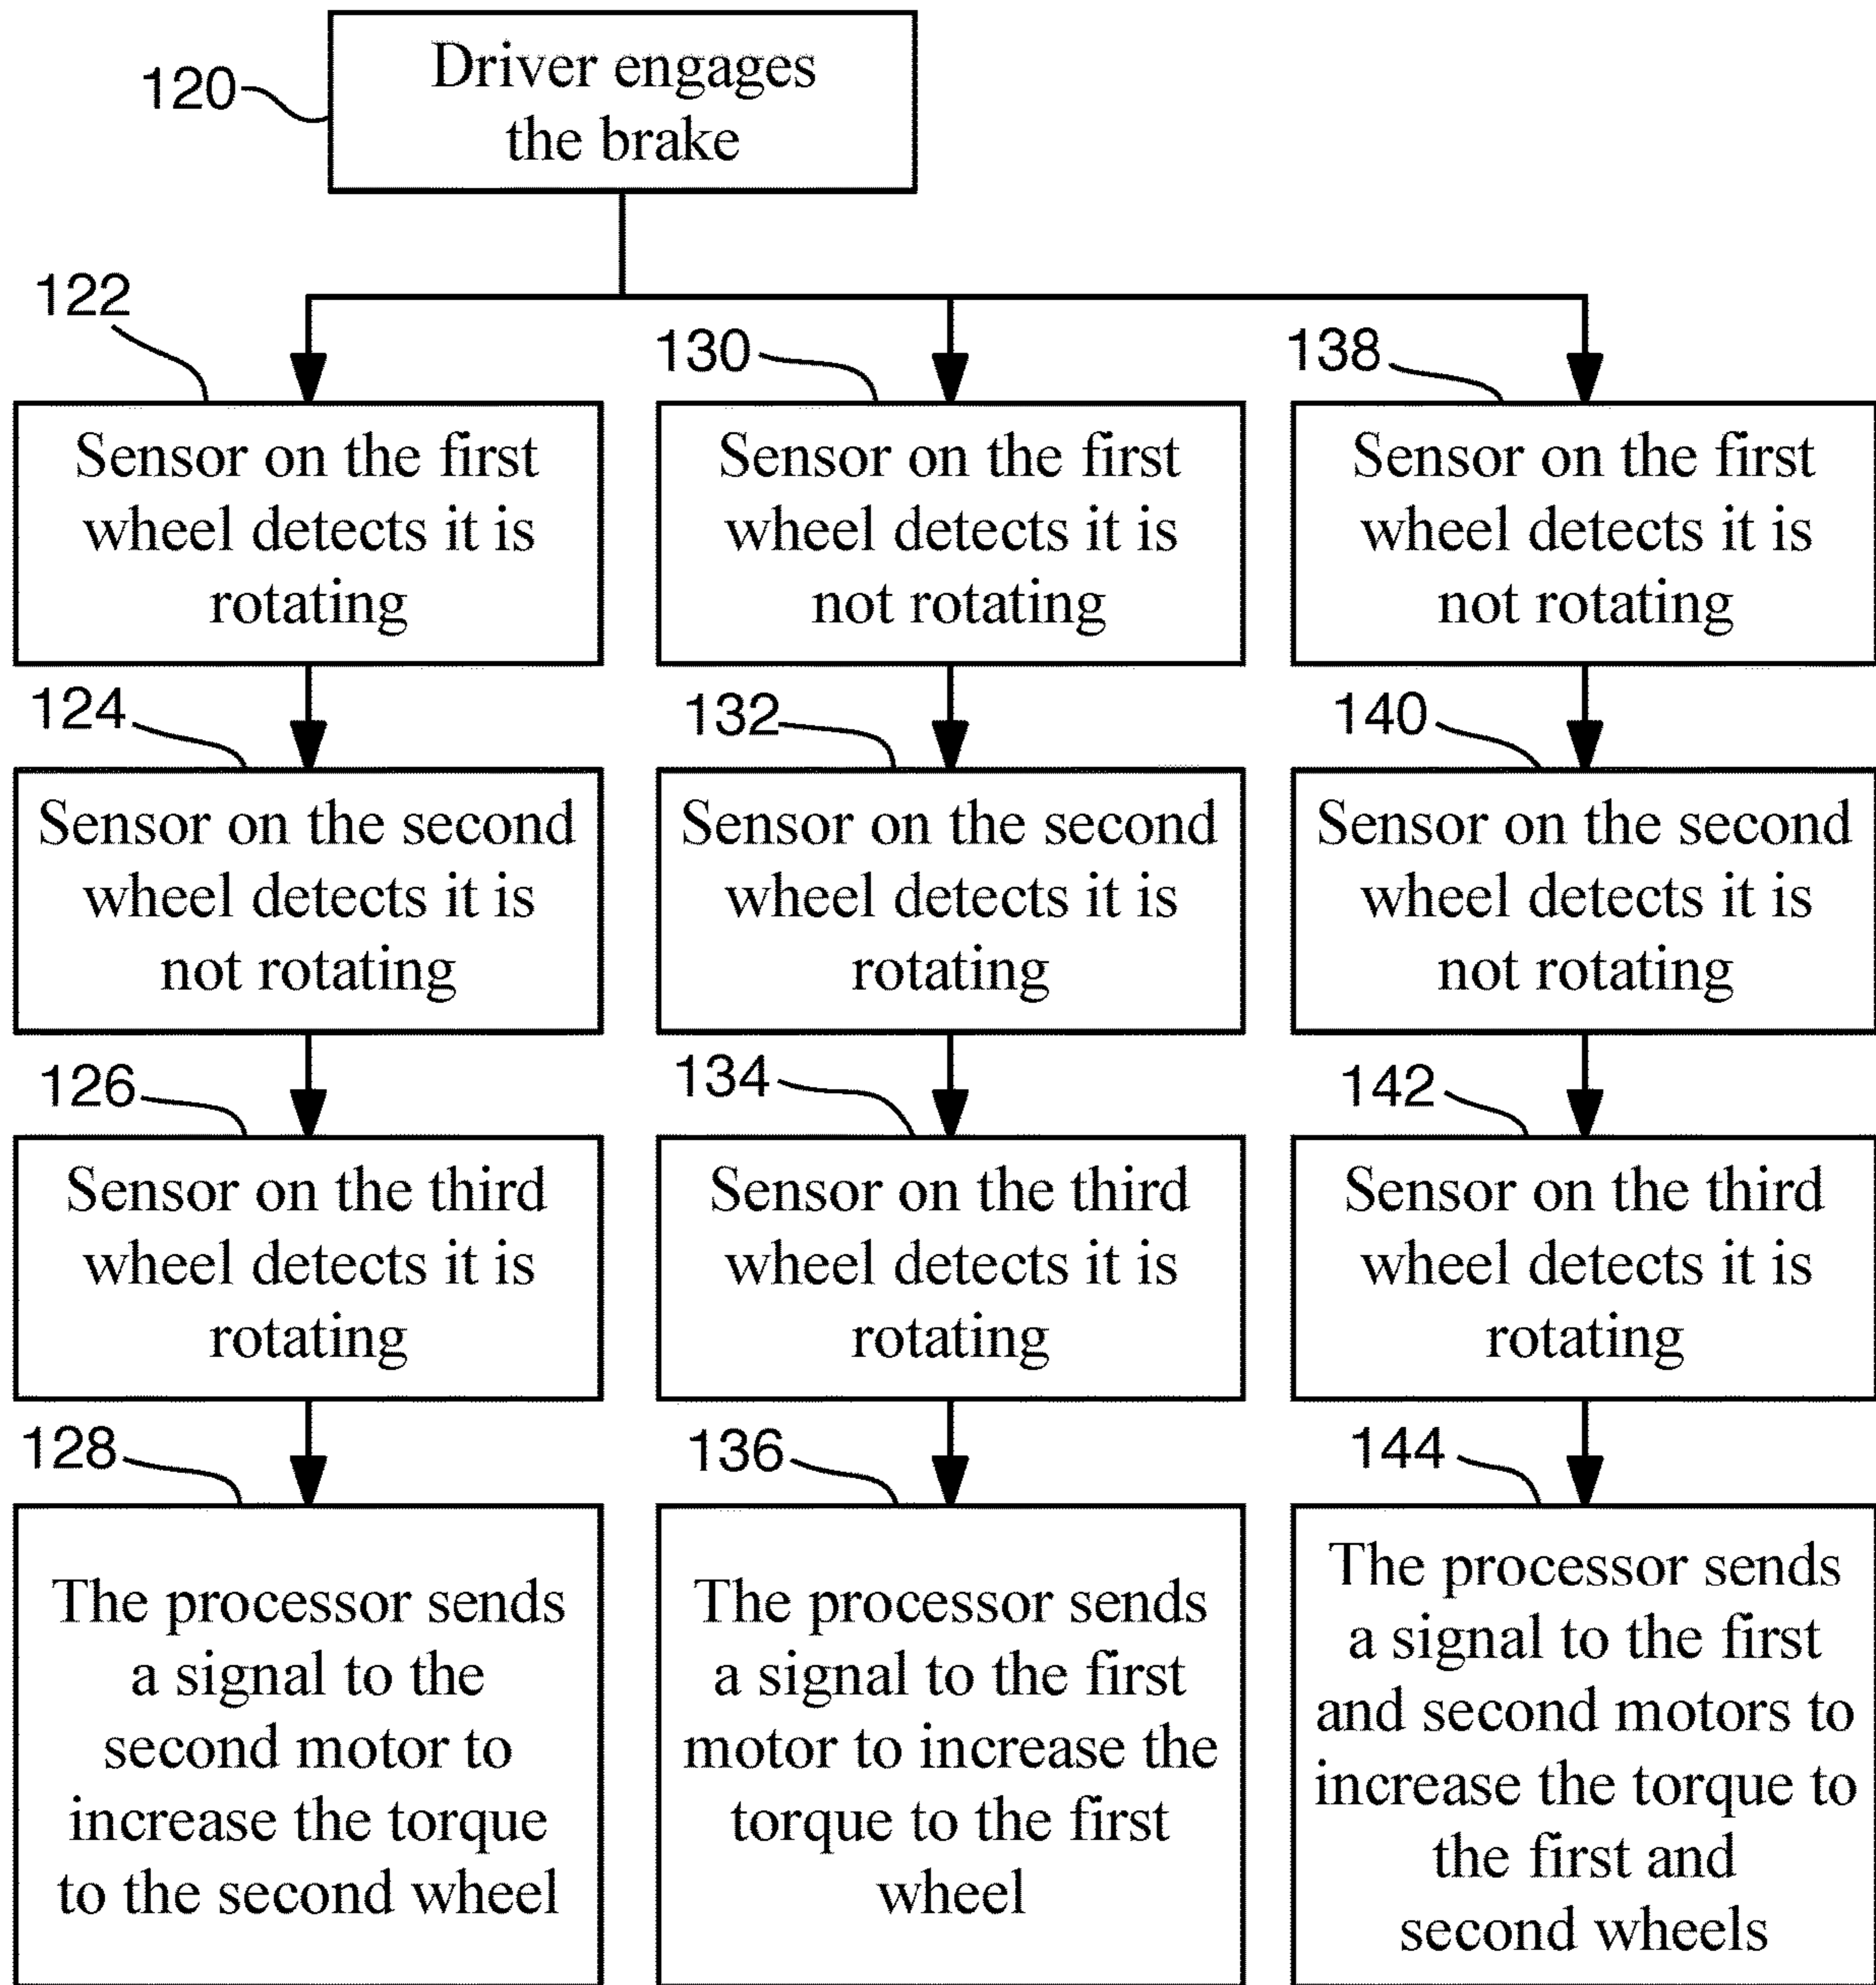 120
Driver engages
the brake
122
Sensor on the first
wheel detects it is
rotating
124
Sensor on the second
wheel detects it is
not rotating
126
Sensor on the third
wheel detects it is
rotating
128
The processor sends
a signal to the
second motor to
increase the torque
to the second wheel
130
Sensor on the first
wheel detects it is
not rotating
132
Sensor on the second
wheel detects it is
rotating
134
Sensor on the third
wheel detects it is
rotating
136
The processor sends
a signal to the first
motor to increase the
torque to the first
wheel
138
Sensor on the first
wheel detects it is
not rotating
140
Sensor on the second
wheel detects it is
not rotating
142
Sensor on the third
wheel detects it is
rotating
144
The processor sends
a signal to the first
and second motors to
increase the torque to
the first and
second wheels